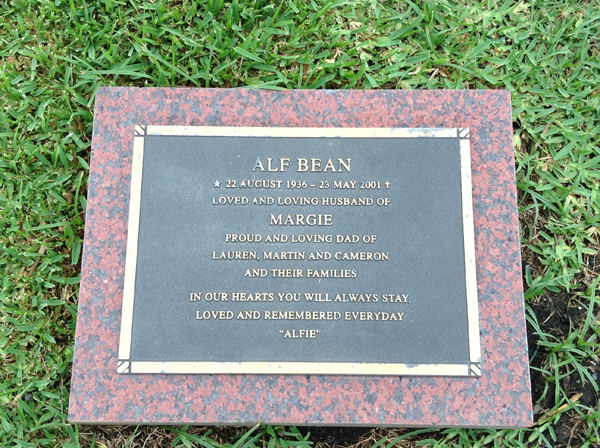 ALF BEAN
★ 22 AUGUST 1936 – 23 MAY 2001 ✝
LOVED AND LOVING HUSBAND OF
MARGIE
PROUD AND LOVING DAD OF
LAUREN, MARTIN AND CAMERON
AND THEIR FAMILIES
IN OUR HEARTS YOU WILL ALWAYS STAY,
LOVED AND REMEMBERED EVERYDAY
"ALFIE"